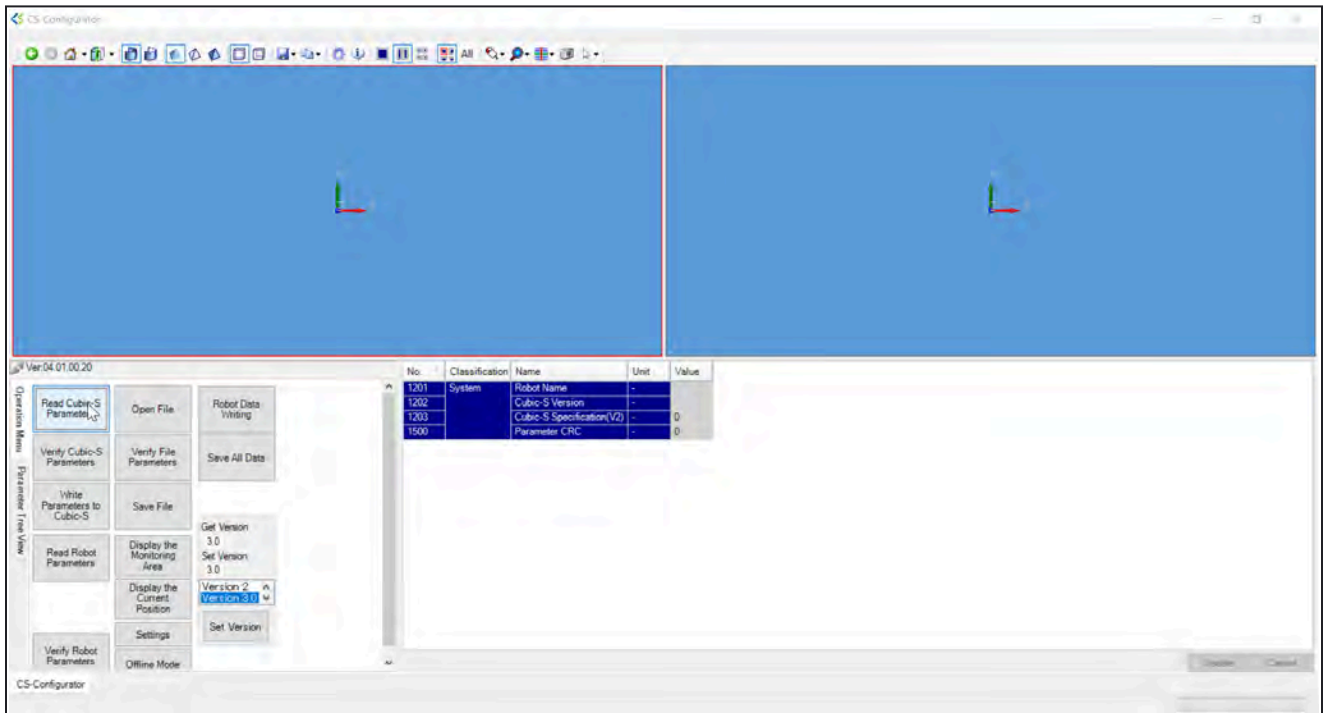 CS-Configurator
All
Ver:04.01.00.20
Operation Menu
Parameter Tree View
Read Cubic-S
Parameter
Open File
Robot Data
Writing
Verify Cubic-S
Parameters
Verify File
Parameters
Save All Data
Write
Parameters to
Cubic-S
Save File
Get Version
3.0
Set Version
3.0
Read Robot
Parameters
Display the
Monitoring
Area
Version 2
Version 3.0
Display the
Current
Position
Set Version
Settings
Verify Robot
Parameters
Offline Mode
No. Classification Name Unit Value
1201 System Robot Name -
1202 Cubic-S Version -
1203 Cubic-S Specification(V2) - 0
1500 Parameter CRC - 0
Cancel
CS-Configurator